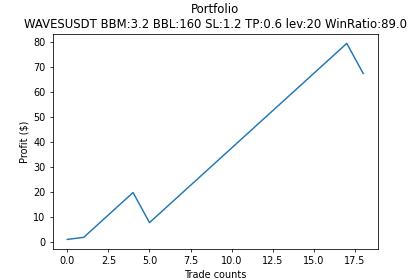 Portfolio
WAVESUSDT BBM:3.2 BBL:160 SL:1.2 TP:0.6 lev:20 WinRatio:89.0
80
70
60
50
40
30
20
10
0
Profit ($)
0.0 2.5 5.0 7.5 10.0 12.5 15.0 17.5
Trade counts